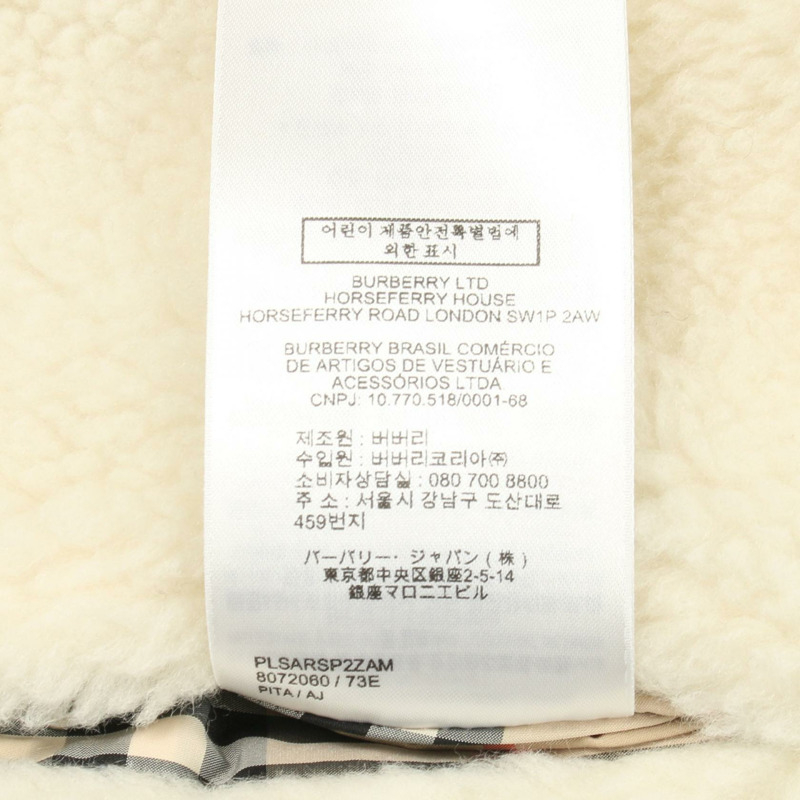 어린이 제품안전특별법에
의한 표시
BURBERRY LTD
HORSEFERRY HOUSE
HORSEFERRY ROAD LONDON SW1P 2AW
BURBERRY BRASIL COMÉRCIO
DE ARTIGOS DE VESTUÁRIO E
ACESSÓRIOS LTDA
CNPJ: 10.770.518/0001-68
제조원 : 버버리
수입원 : 버버리코리아㈜
소비자상담실 : 080 700 8800
주 소 : 서울시 강남구 도산대로
459번지
バーバリー・ジャパン ( 株 )
東京都中央区銀座2-5-14
銀座マロニエビル
PLSARSP2ZAM
8072060 / 73E
PITA / AJ